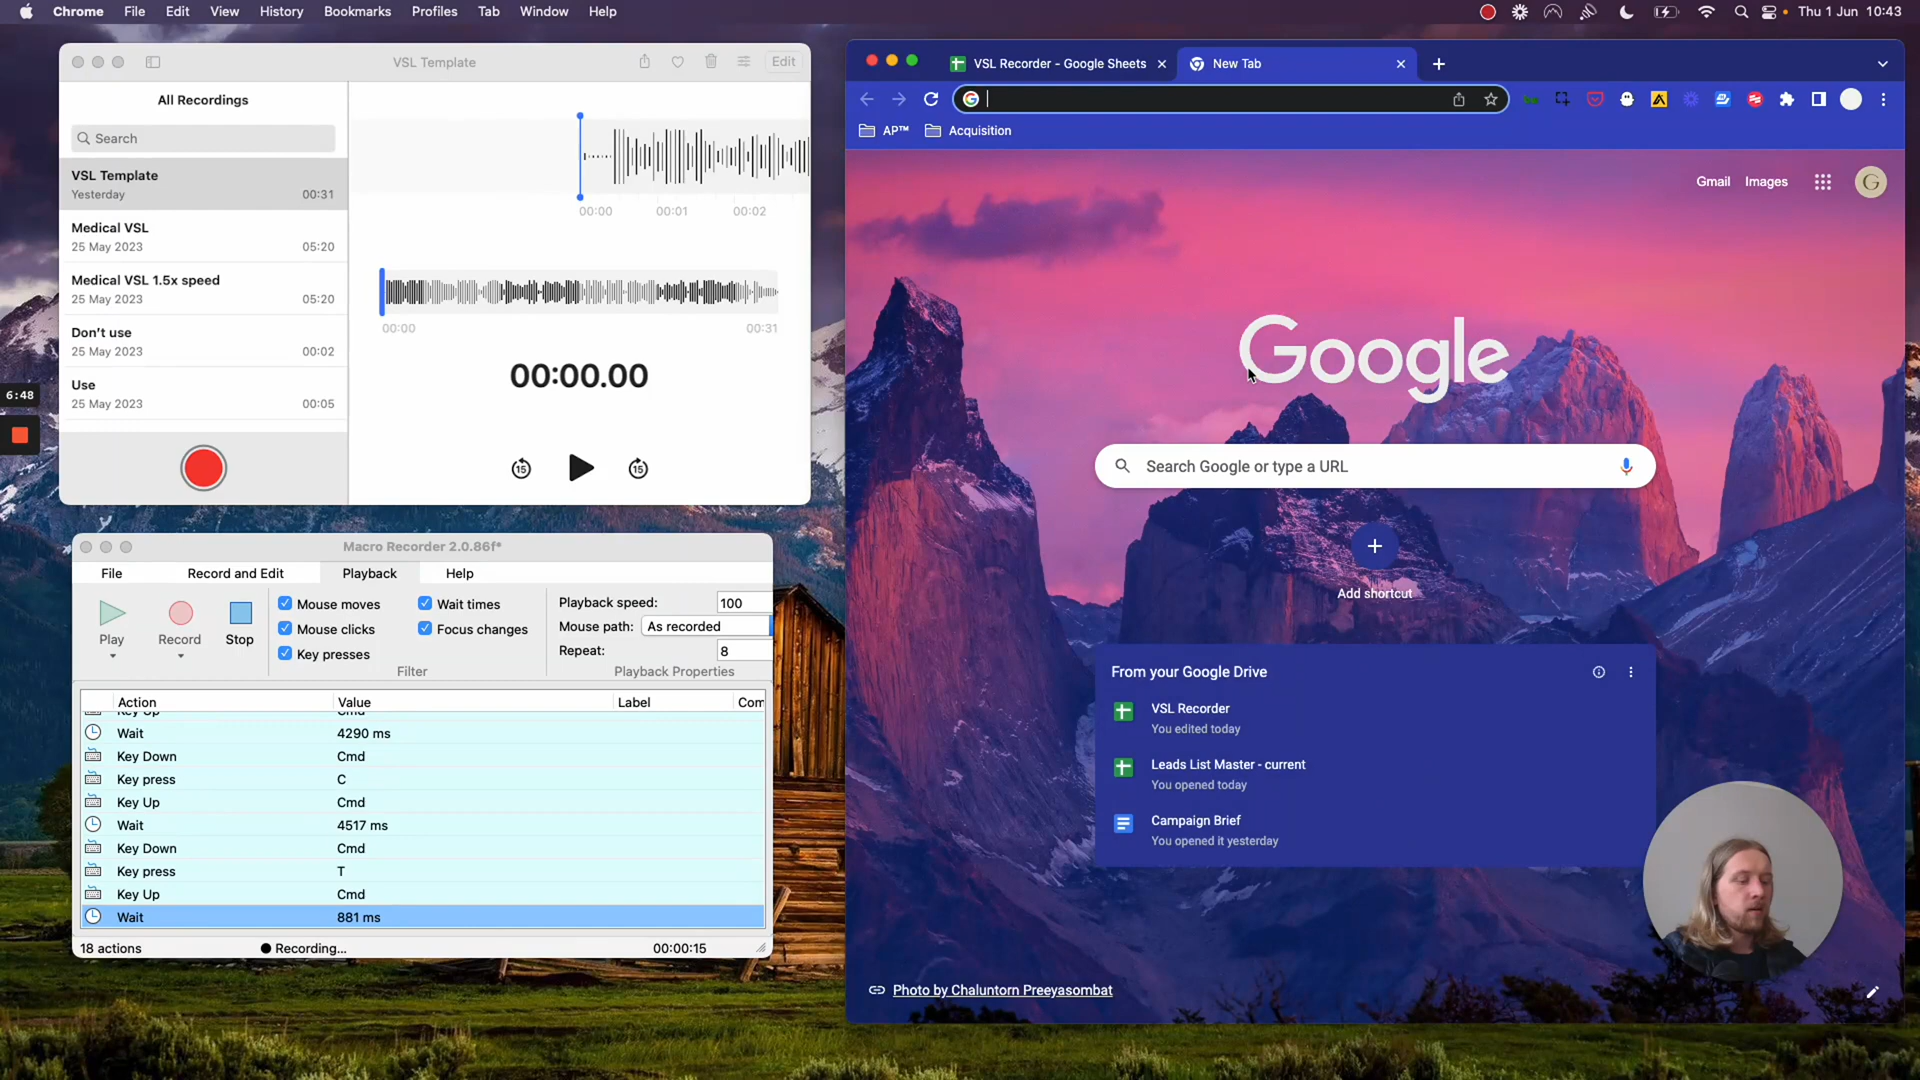 Chrome File Edit View History Bookmarks Profiles Tab Window Help
Thu 1 Jun 10:43
VSL Template
Edit
All Recordings
Search
VSL Template
Yesterday 00:31
Medical VSL
25 May 2023 05:20
Medical VSL 1.5x speed
25 May 2023 05:20
Don't use
25 May 2023 00:02
Use
25 May 2023 00:05
00:00 00:01 00:02
00:00 00:31
00:00.00
15 15
6:48
Macro Recorder 2.0.86f*
File Record and Edit Playback Help
Play Record Stop
Mouse moves Wait times
Mouse clicks Focus changes
Key presses
Filter
Playback speed: 100
Mouse path: As recorded
Repeat: 8
Playback Properties
Action Value Label Com
Key Up Cmd
Wait 4290 ms
Key Down Cmd
Key press C
Key Up Cmd
Wait 4517 ms
Key Down Cmd
Key press T
Key Up Cmd
Wait 881 ms
18 actions Recording... 00:00:15
VSL Recorder - Google Sheets
New Tab
AP™ Acquisition
Gmail Images
G
Google
Search Google or type a URL
Add shortcut
From your Google Drive
VSL Recorder
You edited today
Leads List Master - current
You opened today
Campaign Brief
You opened it yesterday
Photo by Chaluntorn Preeyasombat